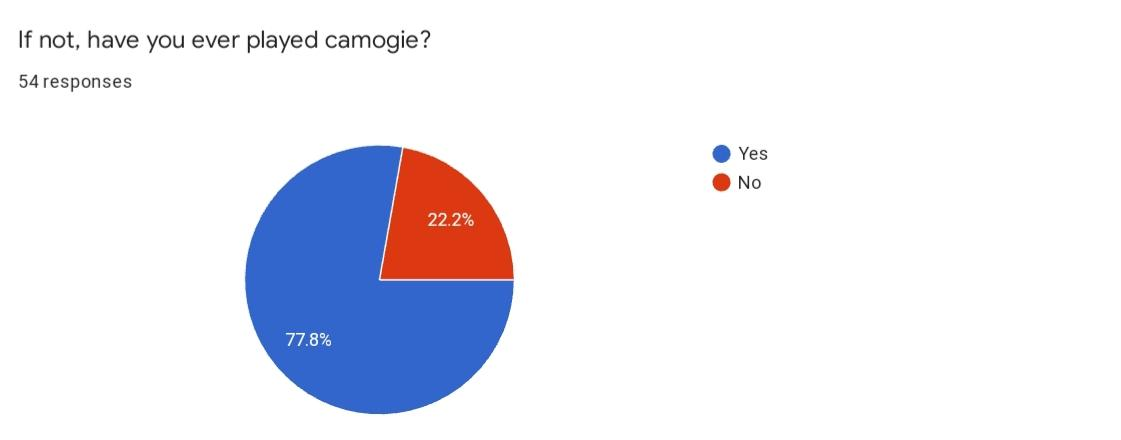 If not, have you ever played camogie?
54 responses
Yes
No
22.2%
77.8%